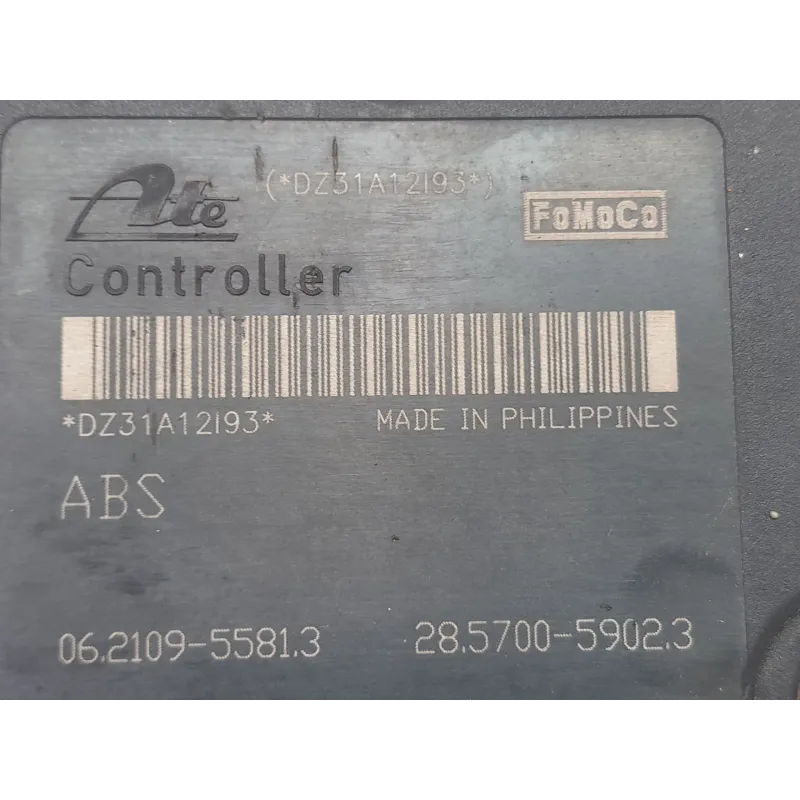 Ate (*DZ31A12I93*) FoMoCo
Controller
*DZ31A12I93* MADE IN PHILIPPINES
ABS
06.2109-5581.3 28.5700-5902.3